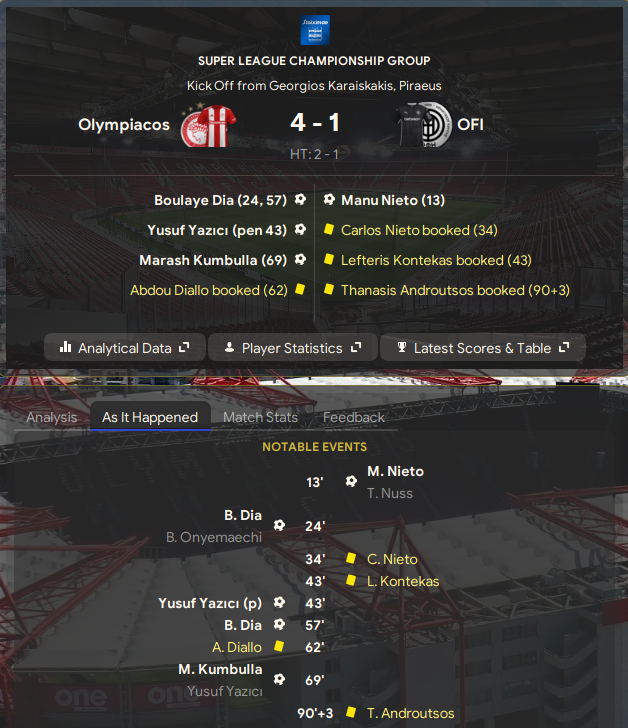 Stoiximan
SUPER LEAGUE CHAMPIONSHIP GROUP
Kick Off from Georgios Karaiskakis, Piraeus
Olympiacos 4 - 1 OFI
HT: 2 - 1
Boulaye Dia (24, 57) Manu Nieto (13)
Yusuf Yazıcı (pen 43) Carlos Nieto booked (34)
Marash Kumbulla (69) Lefteris Kontekas booked (43)
Abdou Diallo booked (62) Thanasis Androutsos booked (90+3)
Analytical Data Player Statistics Latest Scores & Table
Analysis As It Happened Match Stats Feedback
NOTABLE EVENTS
13' M. Nieto
T. Nuss
B. Dia 24'
B. Onyemaechi
34' C. Nieto
43' L. Kontekas
Yusuf Yazıcı (p) 43'
B. Dia 57'
A. Diallo 62'
M. Kumbulla 69'
Yusuf Yazıcı
90'+3 T. Androutsos
one
one